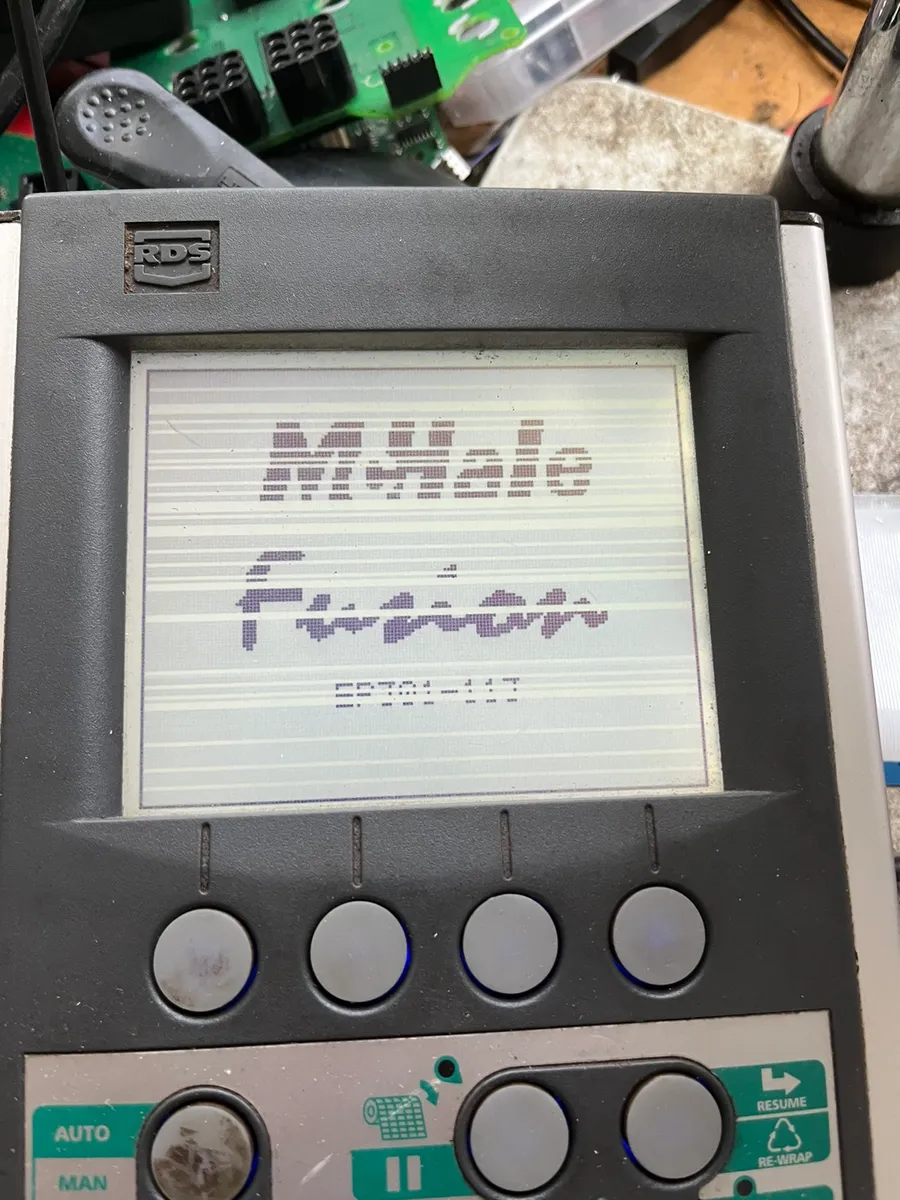 RDS
McHale
Fusion
AUTO
MAN
RESUME
RE-WRAP